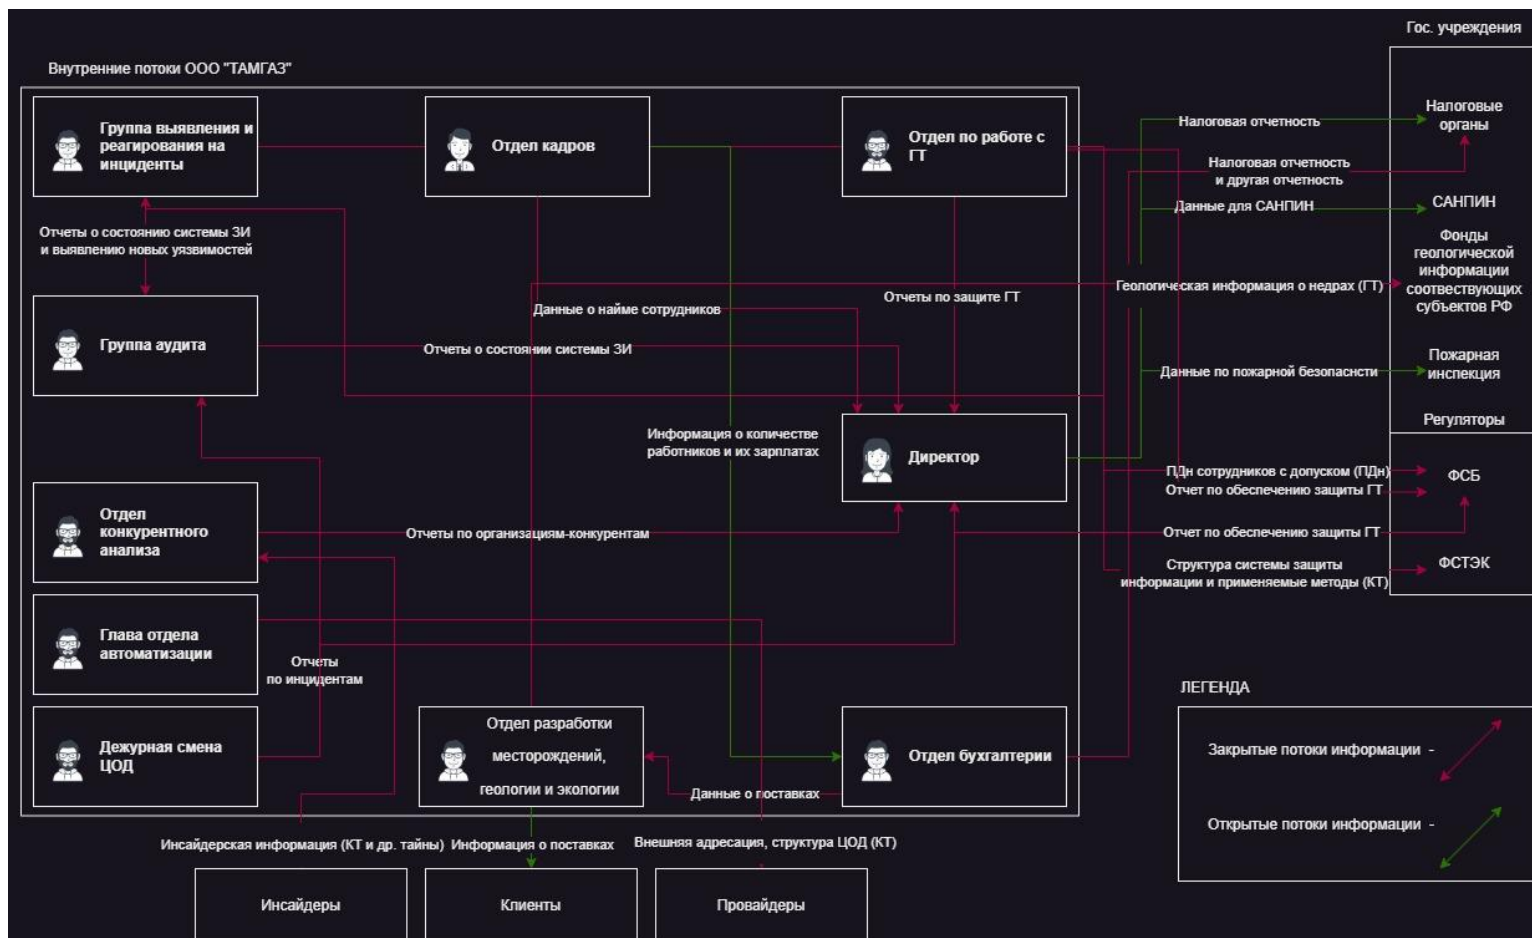 Гос. учреждения
Внутренние потоки ООО "ТАМГАЗ"
Группа выявления и
реагирования на
инциденты
Отдел кадров
Отдел по работе с
ГТ
Налоговая отчетность
Налоговые
органы
Налоговая отчетность
и другая отчетность
Данные для САНПИН
САНПИН
Отчеты о состоянию системы ЗИ
и выявлению новых уязвимостей
Фонды
геологической
информации
соотвествующих
субъектов РФ
Геологическая информация о недрах (ГТ)
Отчеты по защите ГТ
Данные о найме сотрудников
Группа аудита
Отчеты о состоянии системы ЗИ
Пожарная
инспекция
Данные по пожарной безопаснсти
Регуляторы
Информация о количестве
работников и их зарплатах
Директор
ПДн сотрудников с допуском (ПДн)
ФСБ
Отчет по обеспечению защиты ГТ
Отдел
конкурентного
анализа
Отчеты по организациям-конкурентам
Отчет по обеспечению защиты ГТ
Структура системы защиты
информации и применяемые методы (КТ)
ФСТЭК
Глава отдела
автоматизации
Отчеты
по инцидентам
ЛЕГЕНДА
Дежурная смена
ЦОД
Отдел разработки
месторождений,
геологии и экологии
Отдел бухгалтерии
Закрытые потоки информации -
Данные о поставках
Открытые потоки информации -
Инсайдерская информация (КТ и др. тайны)
Информация о поставках
Внешняя адресация, структура ЦОД (КТ)
Инсайдеры
Клиенты
Провайдеры